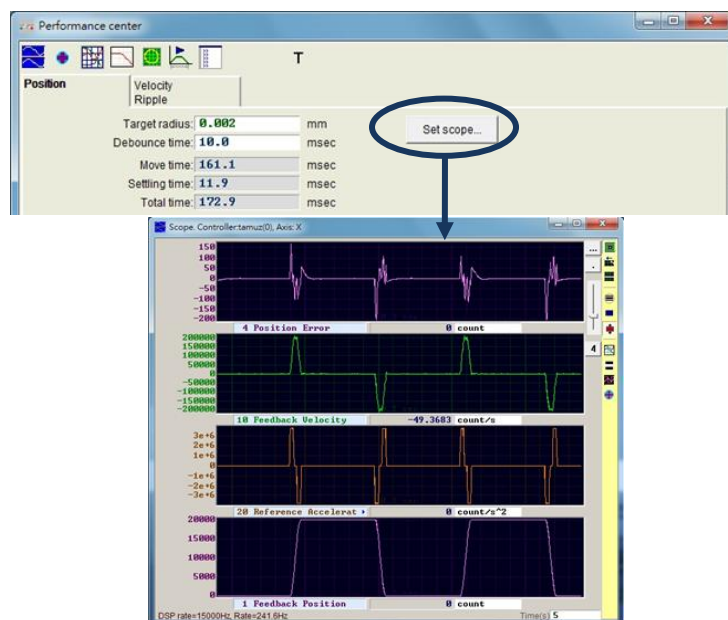 Performance center
T
Position
Velocity
Ripple
Target radius: 0.002 mm
Set scope...
Debounce time: 10.0 msec
Move time: 161.1 msec
Settling time: 11.9 msec
Total time: 172.9 msec
Scope. Controller:tamuz(0), Axis: X
150
100
50
0
-50
-100
-150
-200
...
.
4 Position Error 0 count
200000
150000
100000
50000
0
-50000
-100000
-150000
-200000
4
10 Feedback Velocity -49.3683 count/s
3e+6
2e+6
1e+6
0
-1e+6
-2e+6
-3e+6
20 Reference Accelerat 0 count/s^2
20000
15000
10000
5000
0
1 Feedback Position 0 count
DSP rate=15000Hz, Rate=241.6Hz Time(s) 5